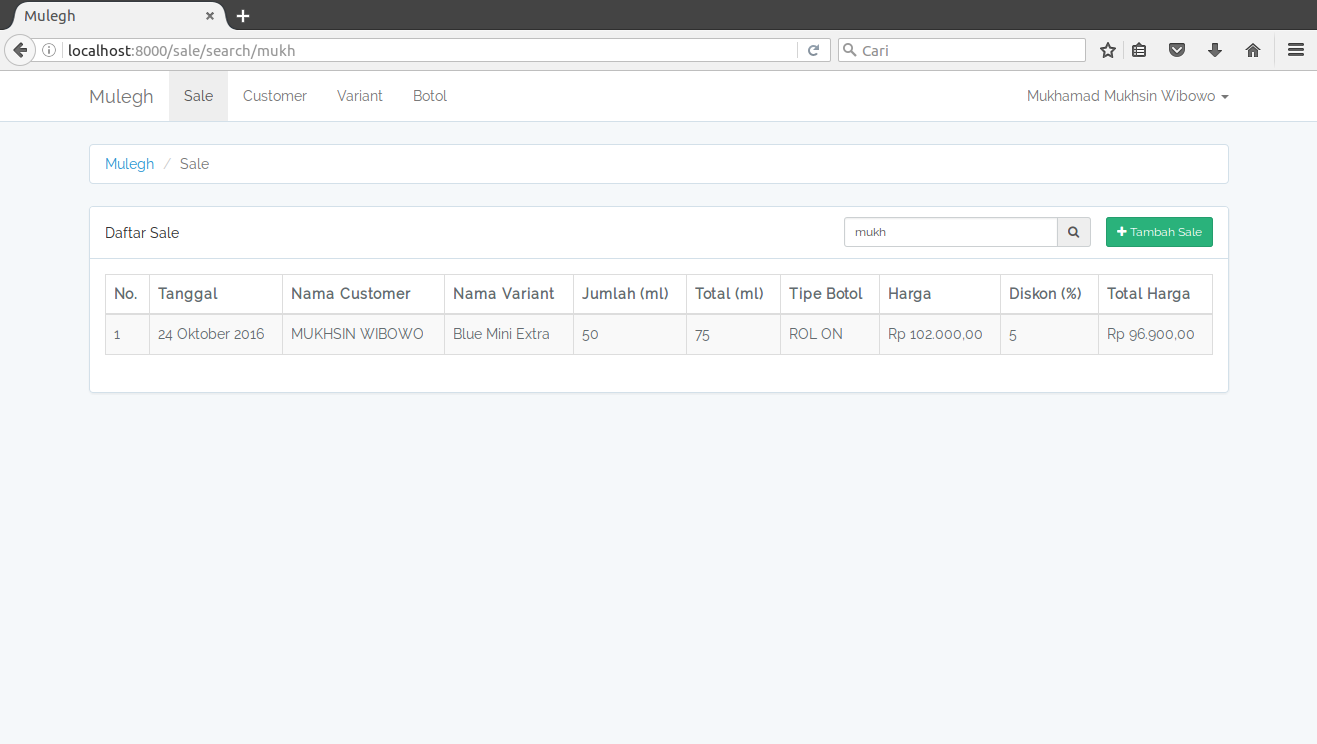 Mulegh
localhost:8000/sale/search/mukh
Cari
Mulegh Sale Customer Variant Botol Mukhamad Mukhsin Wibowo
Mulegh / Sale
Daftar Sale mukh Tambah Sale
No. Tanggal Nama Customer Nama Variant Jumlah (ml) Total (ml) Tipe Botol Harga Diskon (%) Total Harga
1 24 Oktober 2016 MUKHSIN WIBOWO Blue Mini Extra 50 75 ROL ON Rp 102.000,00 5 Rp 96.900,00